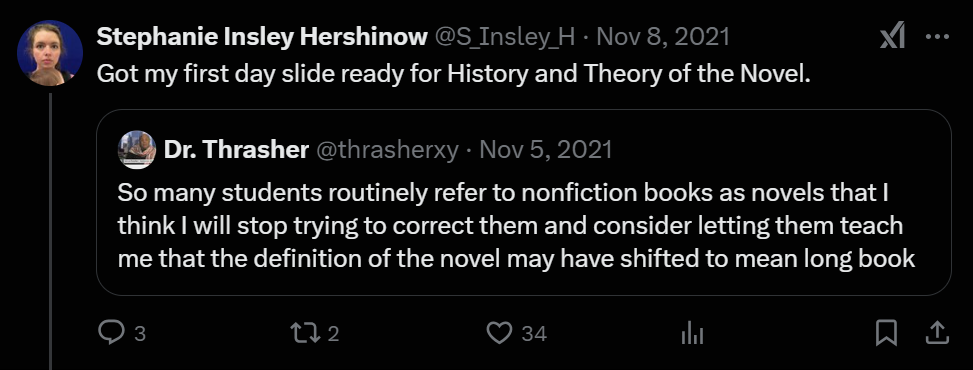 Stephanie Insley Hershinow @S_Insley_H · Nov 8, 2021
Got my first day slide ready for History and Theory of the Novel.
Dr. Thrasher @thrasherxy · Nov 5, 2021
So many students routinely refer to nonfiction books as novels that I
think I will stop trying to correct them and consider letting them teach
me that the definition of the novel may have shifted to mean long book
3 2 34